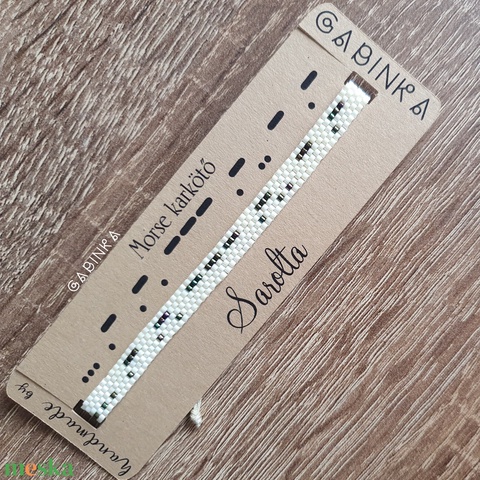 GABINKA
Morse karkötő
••• •− •−• −−− •−•• − •−
Sarolta
GABINKA
handmade by
meska